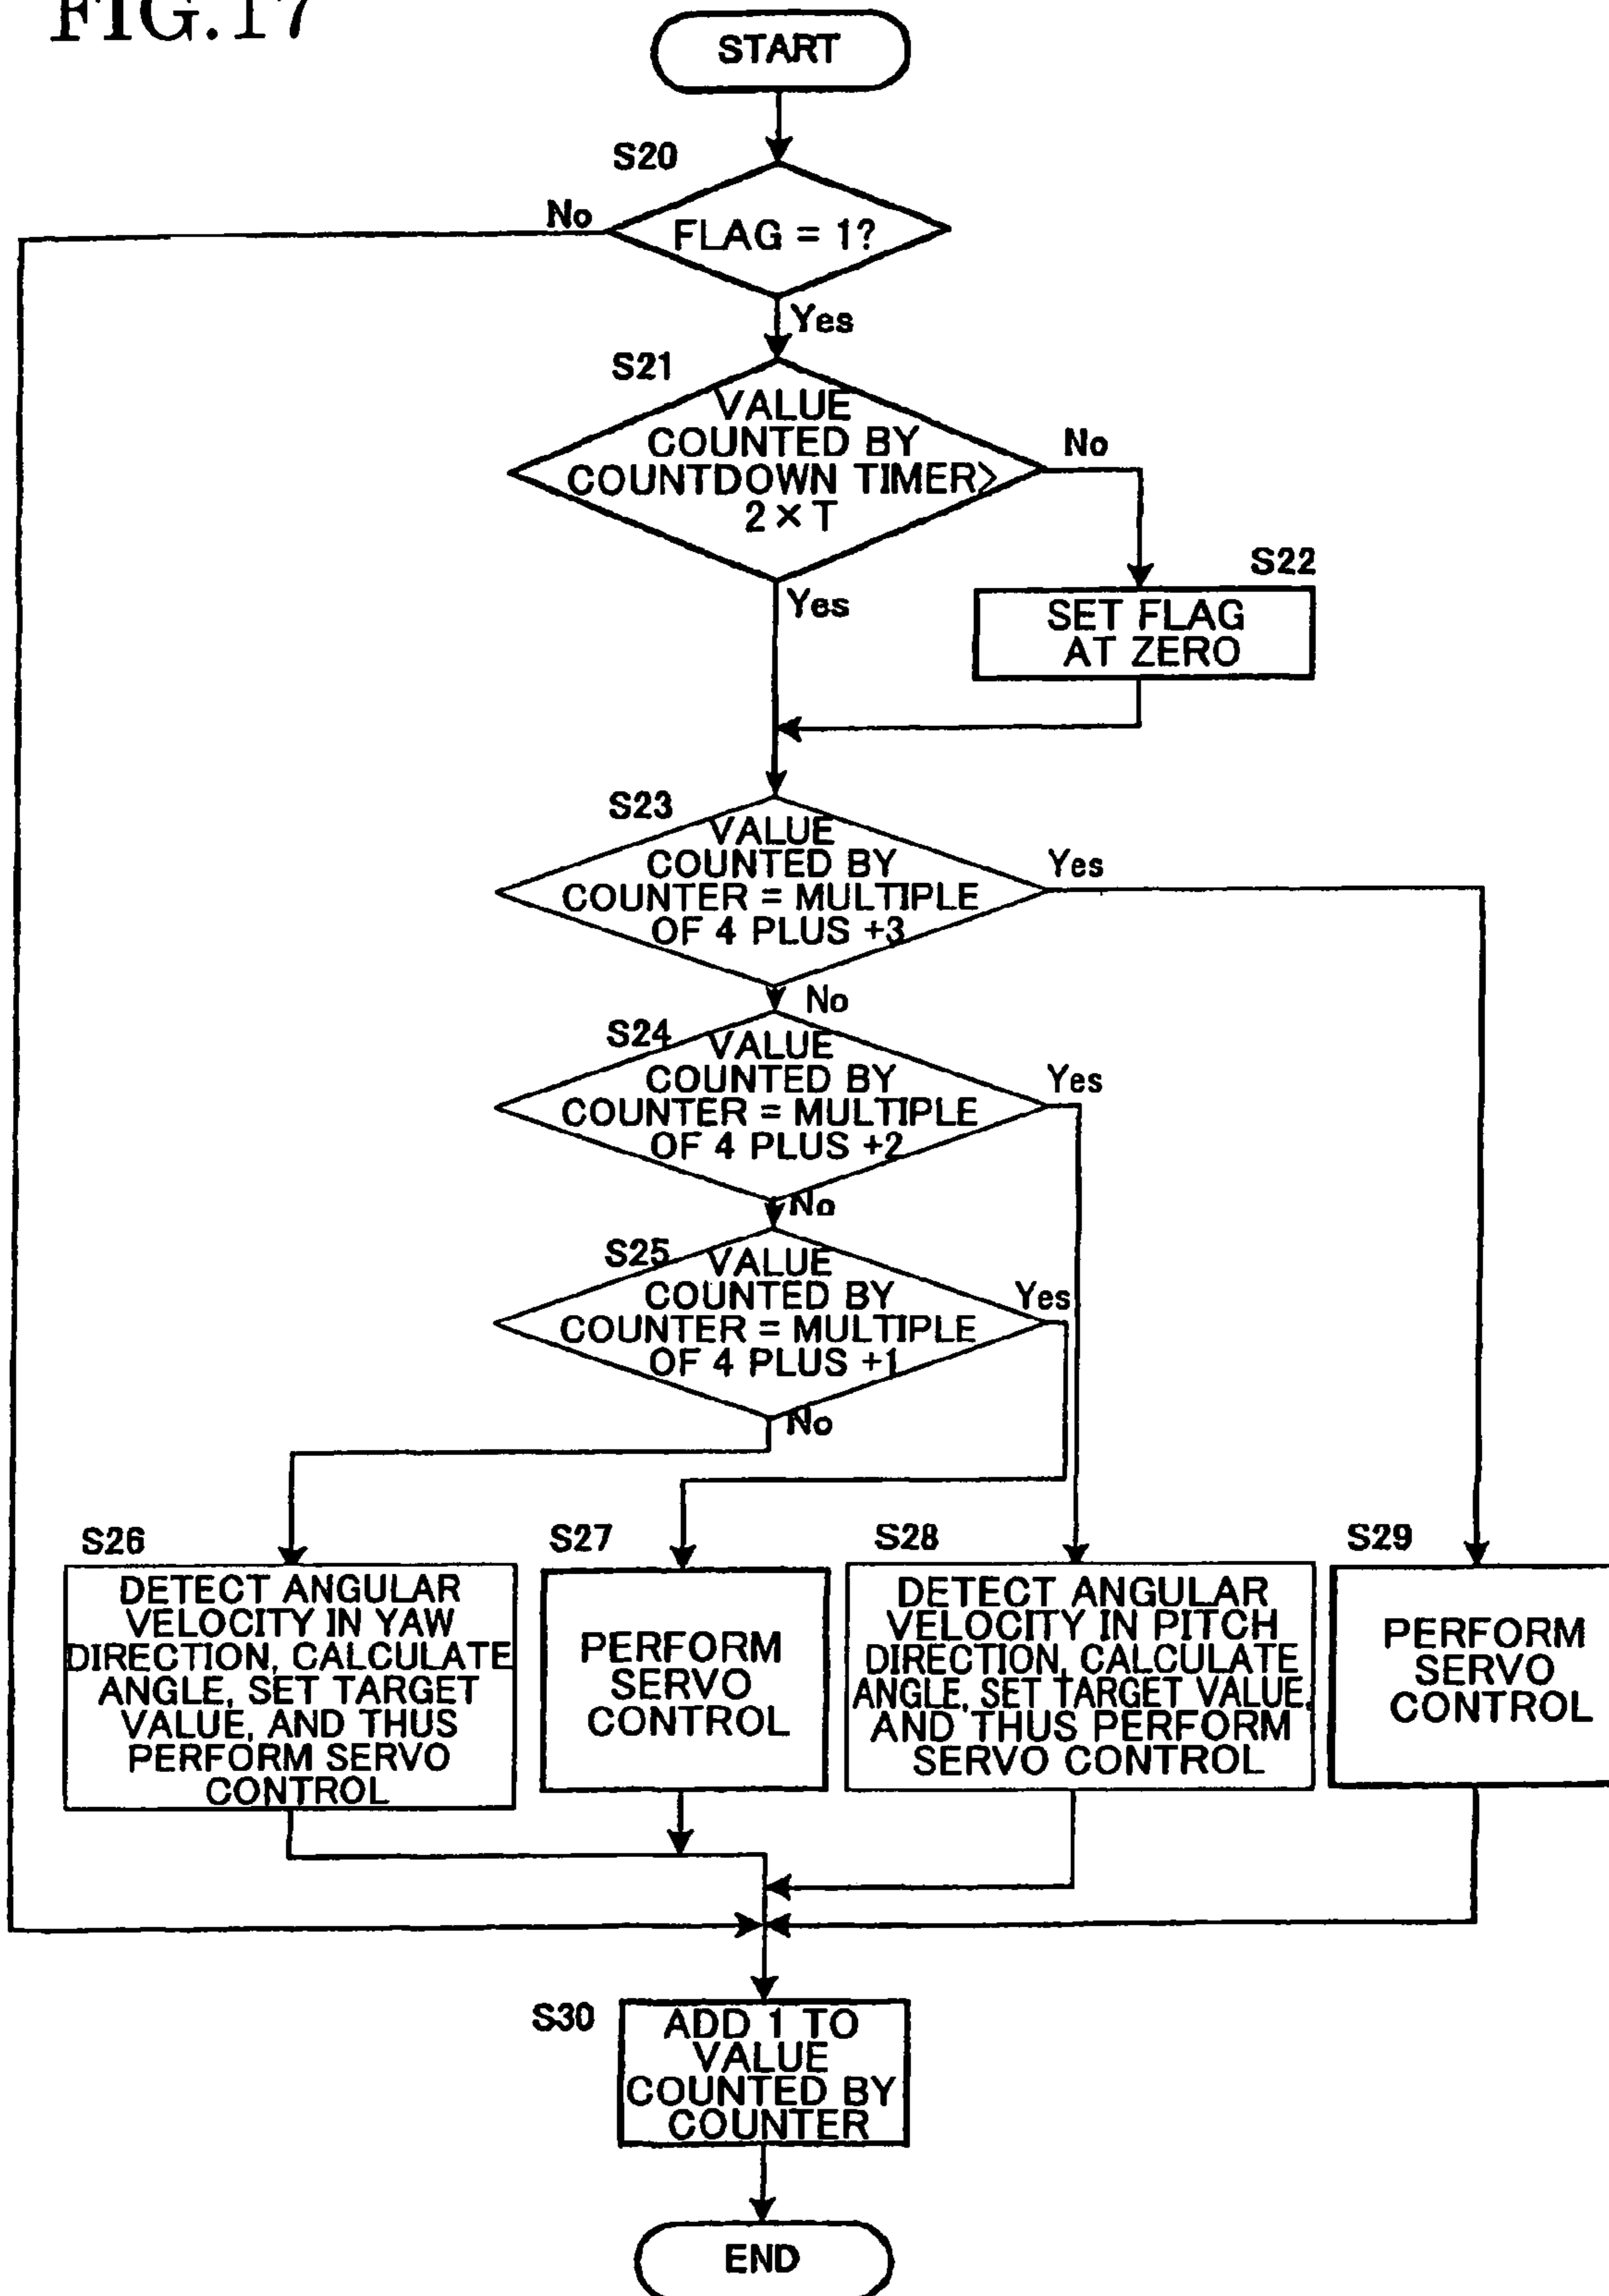 FIG.17
START
S20
No
FLAG = 1?
Yes
S21
VALUE
COUNTED BY
COUNTDOWN TIMER>
2 × T
No
Yes
S22
SET FLAG
AT ZERO
S23
VALUE
COUNTED BY
COUNTER = MULTIPLE
OF 4 PLUS +3
Yes
No
S24
VALUE
COUNTED BY
COUNTER = MULTIPLE
OF 4 PLUS +2
Yes
No
S25
VALUE
COUNTED BY
COUNTER = MULTIPLE
OF 4 PLUS +1
Yes
No
S26
DETECT ANGULAR
VELOCITY IN YAW
DIRECTION, CALCULATE
ANGLE, SET TARGET
VALUE, AND THUS
PERFORM SERVO
CONTROL
S27
PERFORM
SERVO
CONTROL
S28
DETECT ANGULAR
VELOCITY IN PITCH
DIRECTION, CALCULATE
ANGLE, SET TARGET VALUE,
AND THUS PERFORM
SERVO CONTROL
S29
PERFORM
SERVO
CONTROL
S30
ADD 1 TO
VALUE
COUNTED BY
COUNTER
END